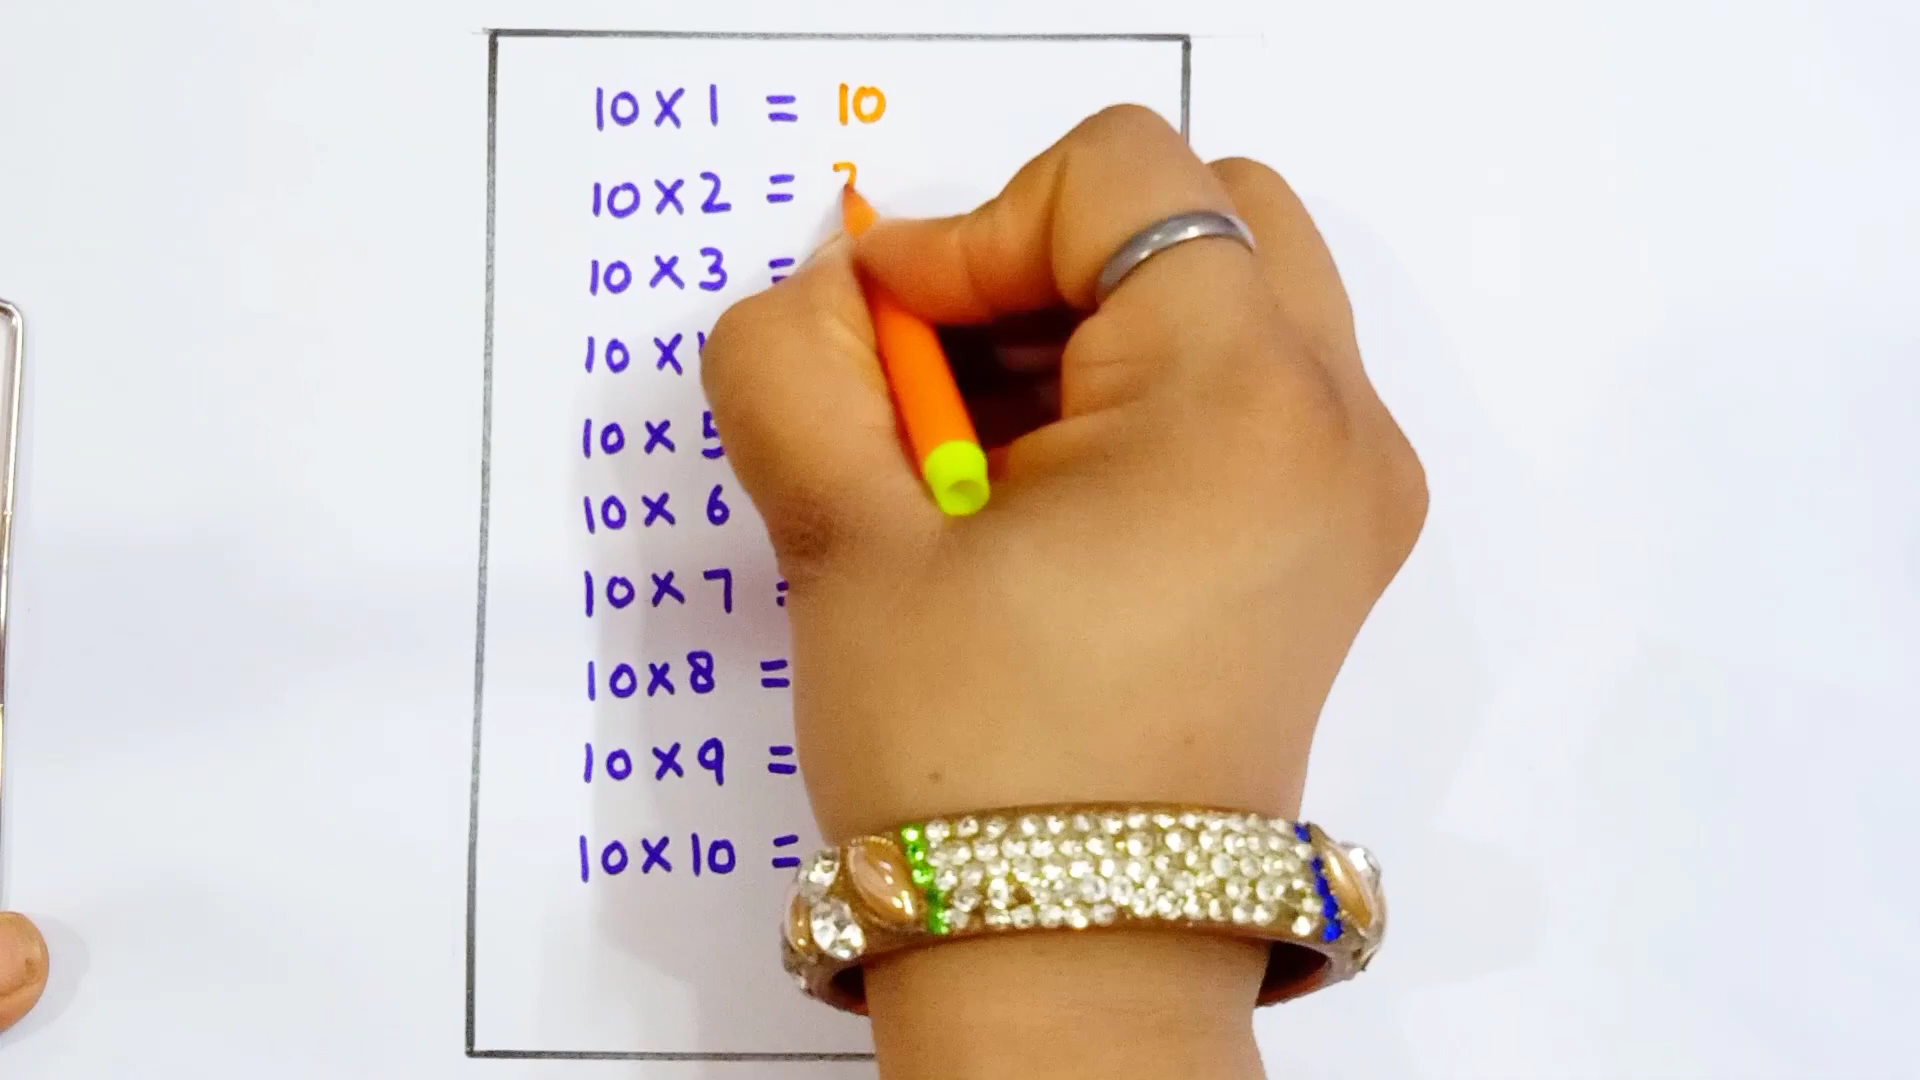 10 × 1 = 10
10 × 2 =
10 × 3 =
10 ×
10 × 5
10 × 6
10 × 7
10 × 8 =
10 × 9 =
10 × 10 =